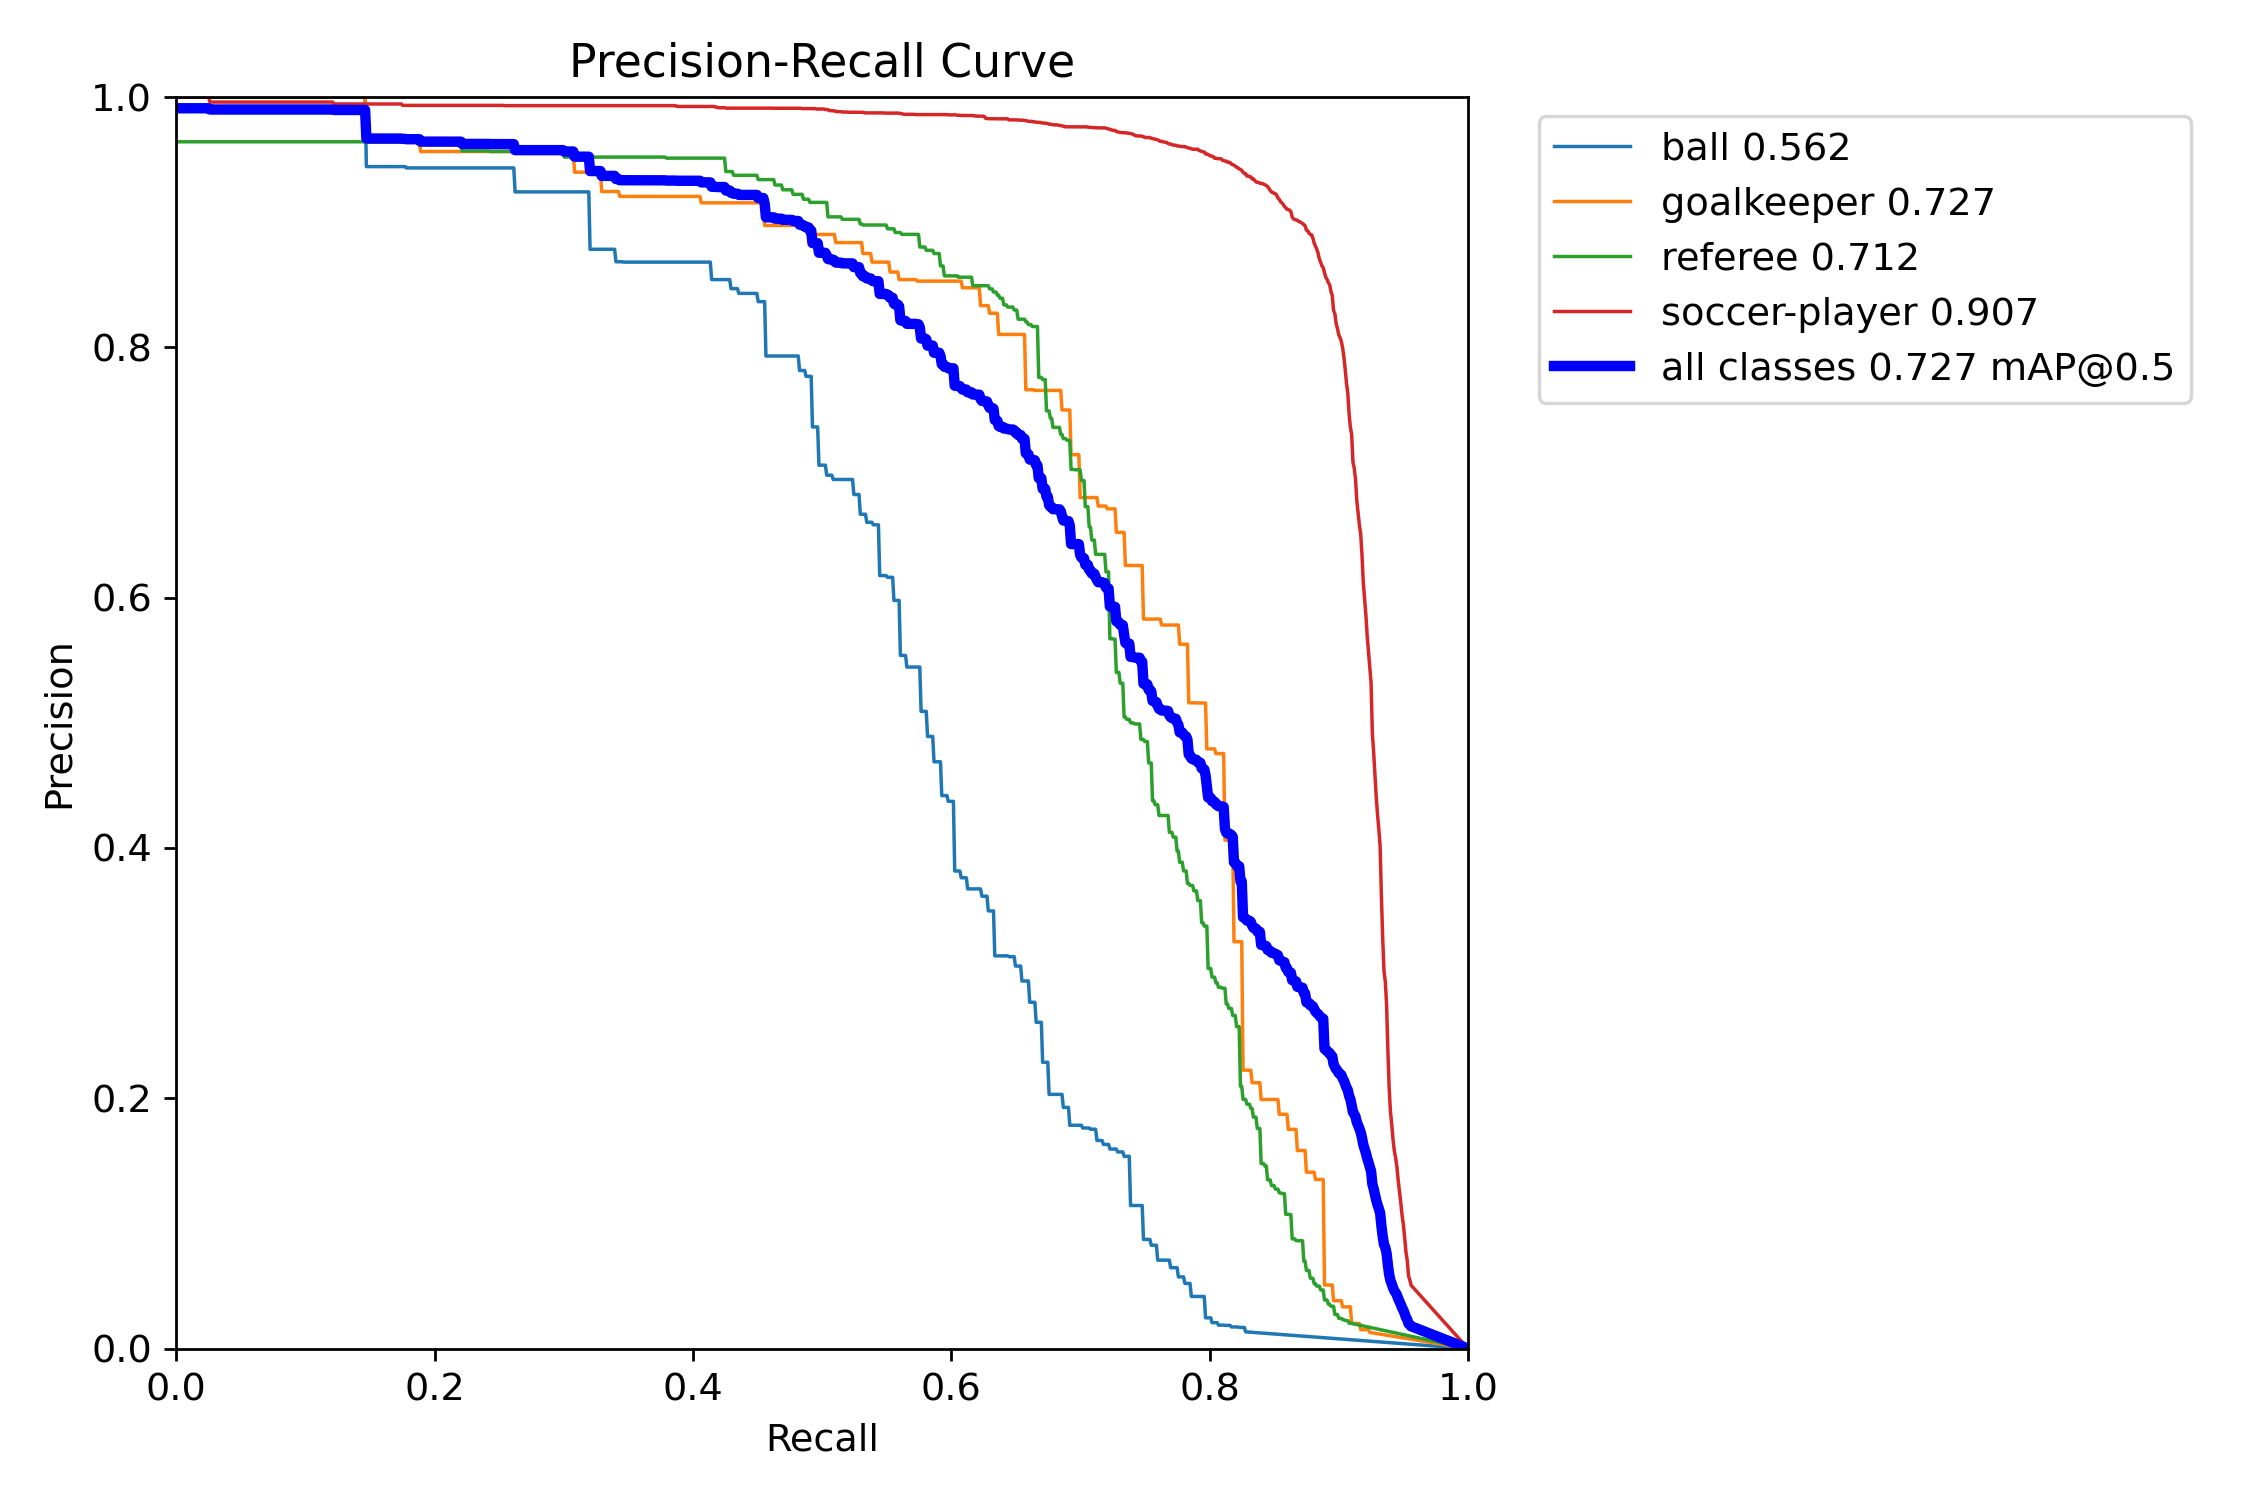 Precision-Recall Curve
1.0
0.8
0.6
0.4
0.2
0.0
Precision
0.0 0.2 0.4 0.6 0.8 1.0
Recall
ball 0.562
goalkeeper 0.727
referee 0.712
soccer-player 0.907
all classes 0.727 mAP@0.5